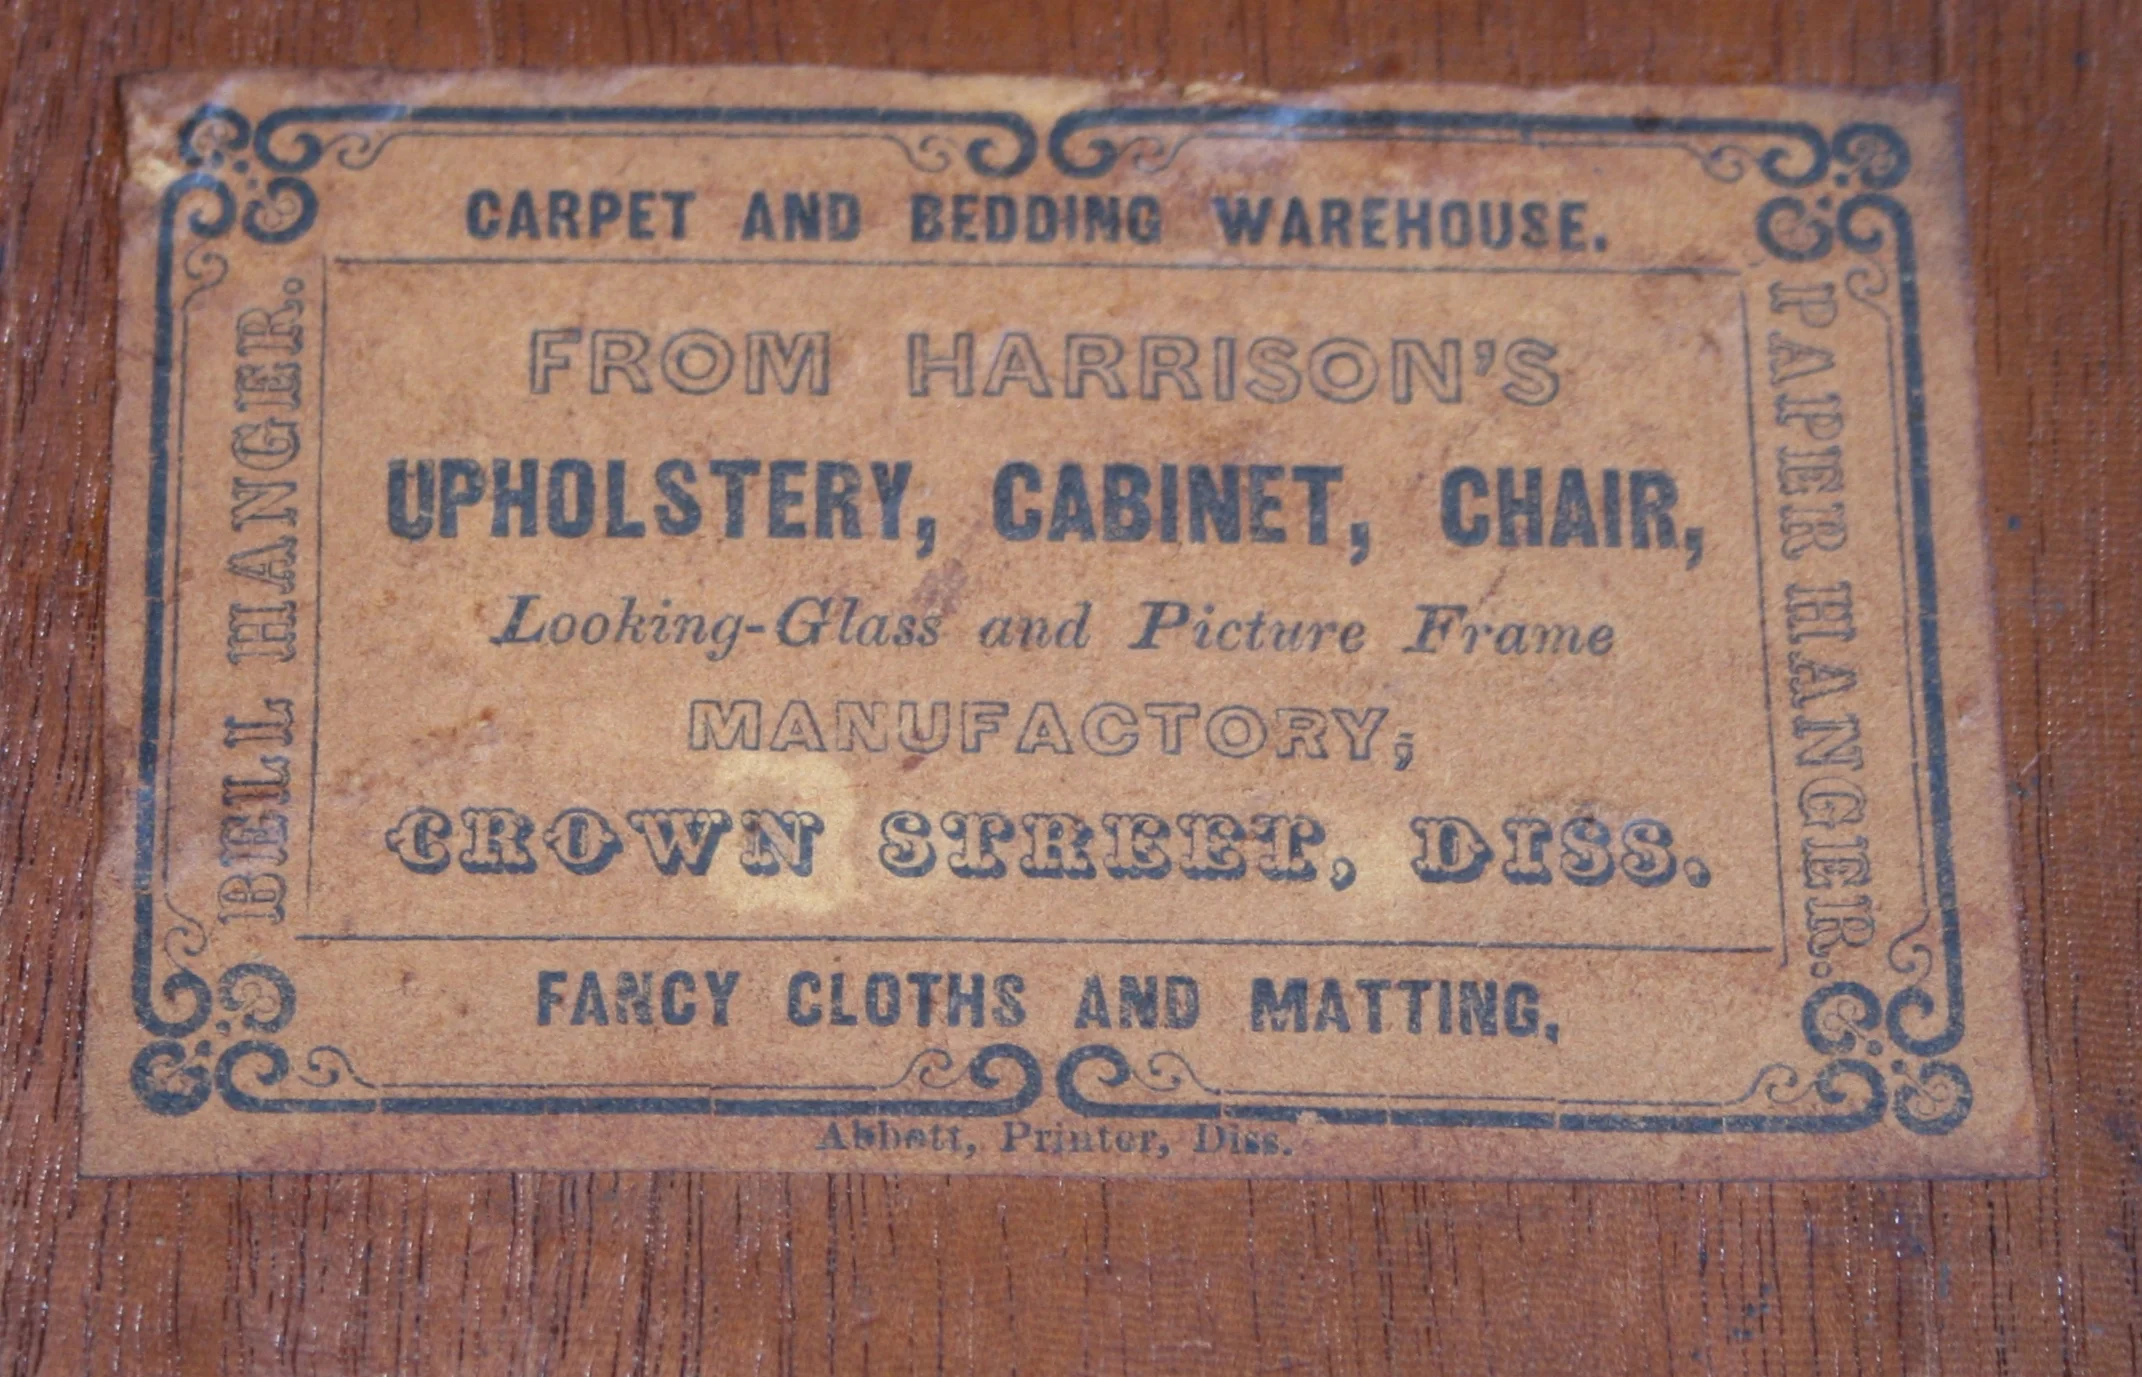 CARPET AND BEDDING WAREHOUSE.
BELL HANGER.
FROM HARRISON'S
UPHOLSTERY, CABINET, CHAIR,
Looking-Glass and Picture Frame
MANUFACTORY,
CROWN STREET, DISS.
PAPER HANGER.
FANCY CLOTHS AND MATTING,
Abbott, Printer, Diss.